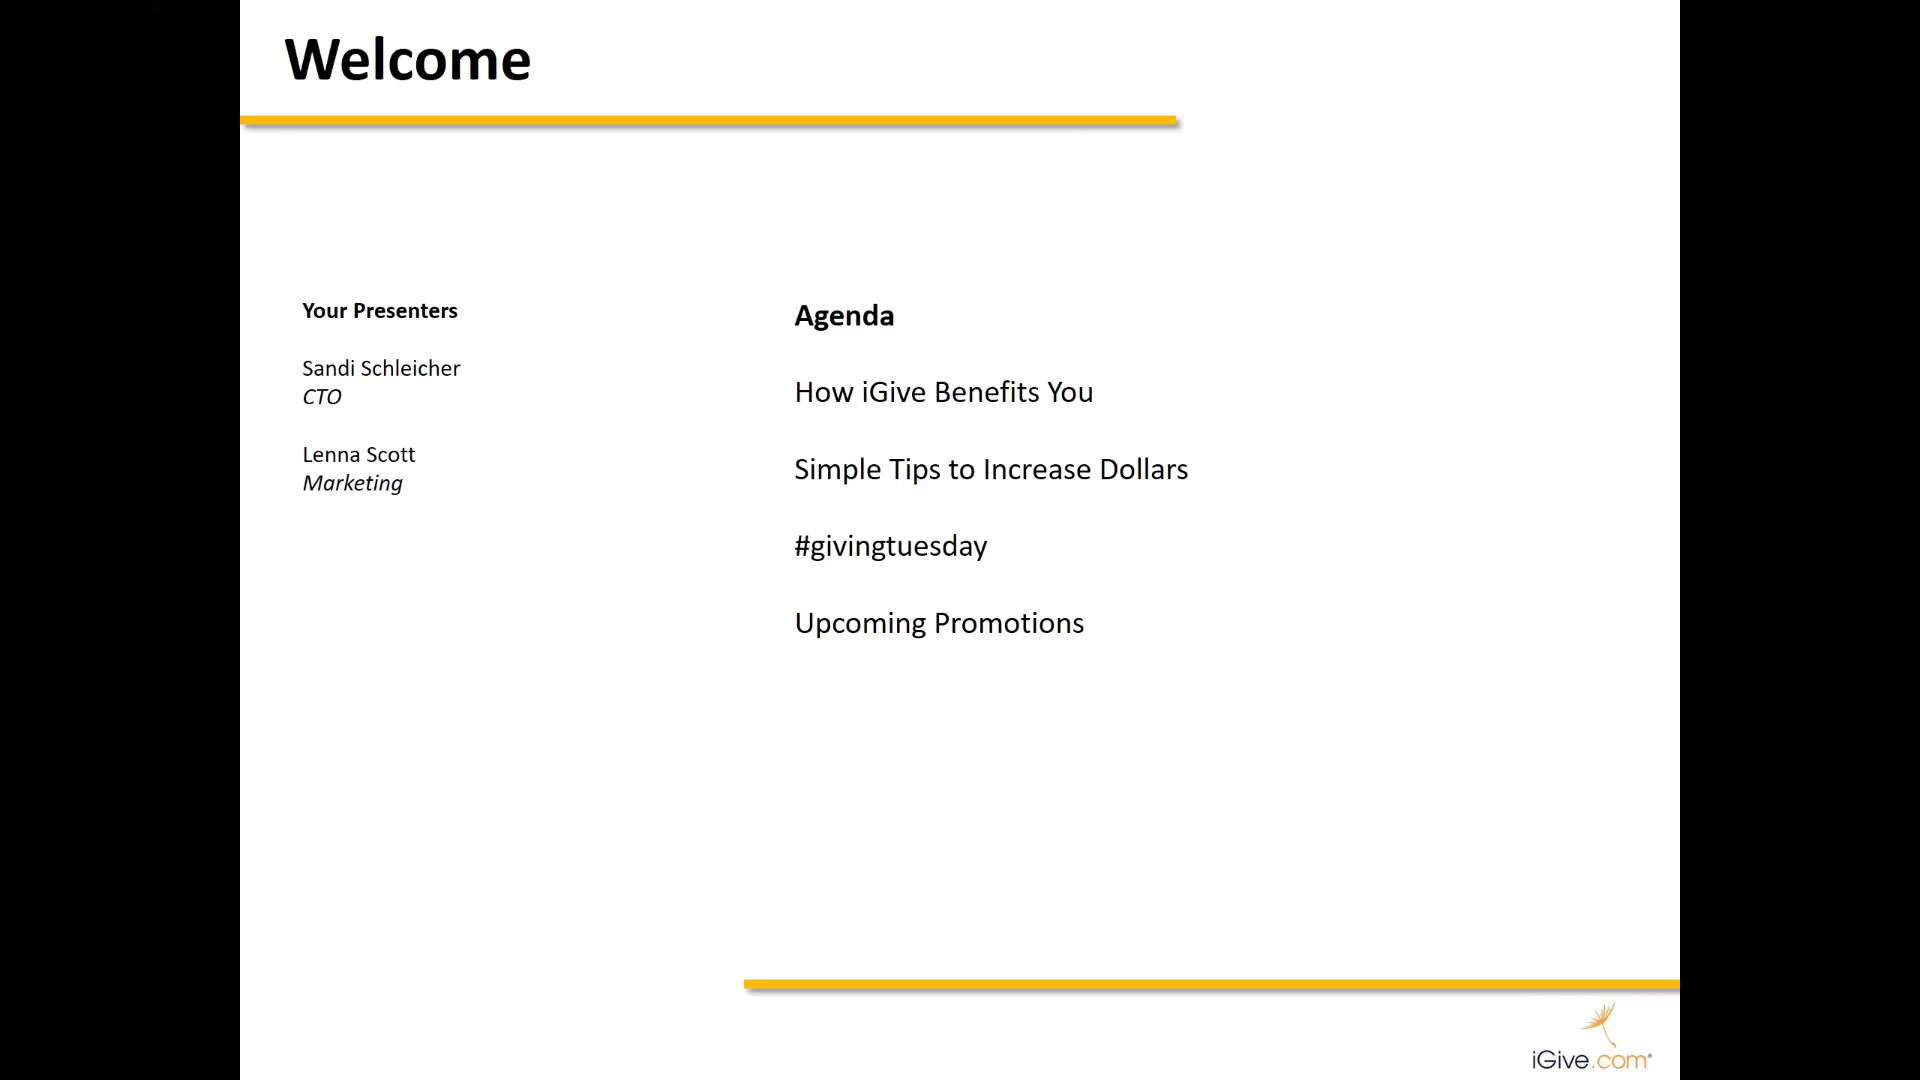 Welcome
Your Presenters
Sandi Schleicher
CTO
Lenna Scott
Marketing
Agenda
How iGive Benefits You
Simple Tips to Increase Dollars
#givingtuesday
Upcoming Promotions
iGive.com